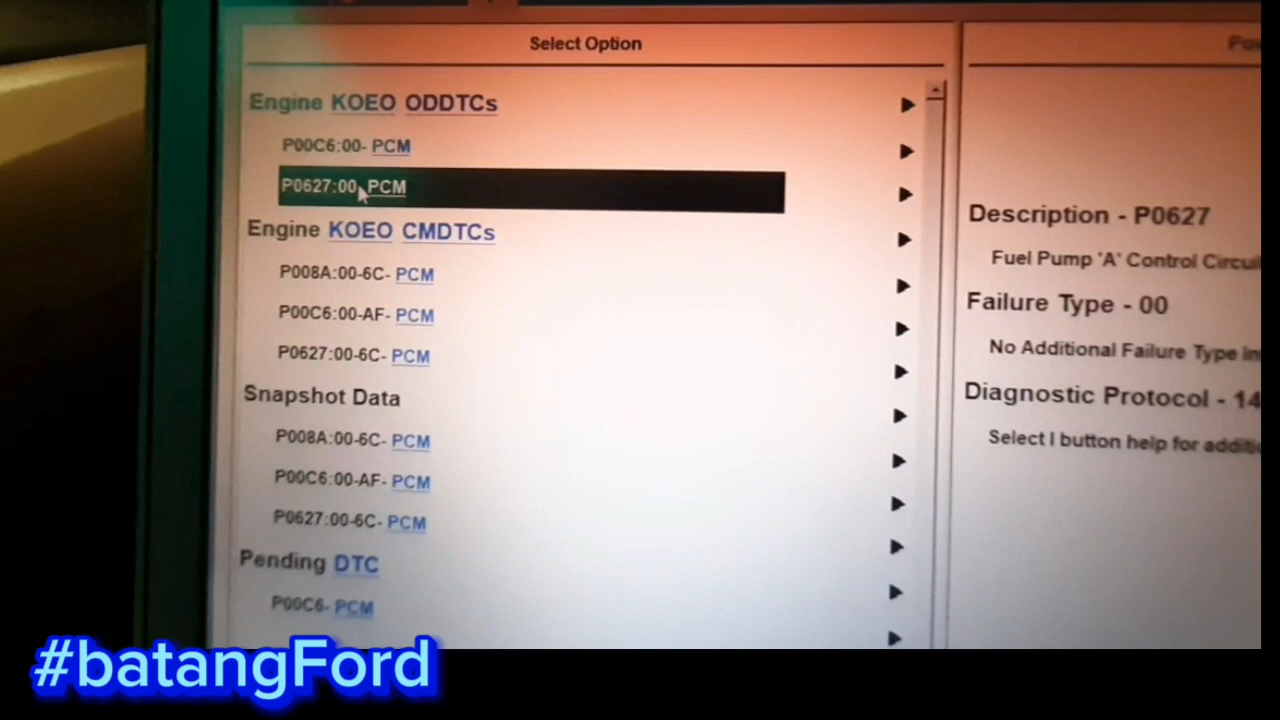 Select Option
Engine KOEO ODDTCs
P00C6:00- PCM
P0627:00- PCM
Engine KOEO CMDTCs
P008A:00-6C- PCM
P00C6:00-AF- PCM
P0627:00-6C- PCM
Snapshot Data
P008A:00-6C- PCM
P00C6:00-AF- PCM
P0627:00-6C- PCM
Pending DTC
P00C6- PCM
Description - P0627
Fuel Pump 'A' Control
Failure Type - 00
No Additional Failure Type
Diagnostic Protocol - 14
Select I button help for
#batangFord